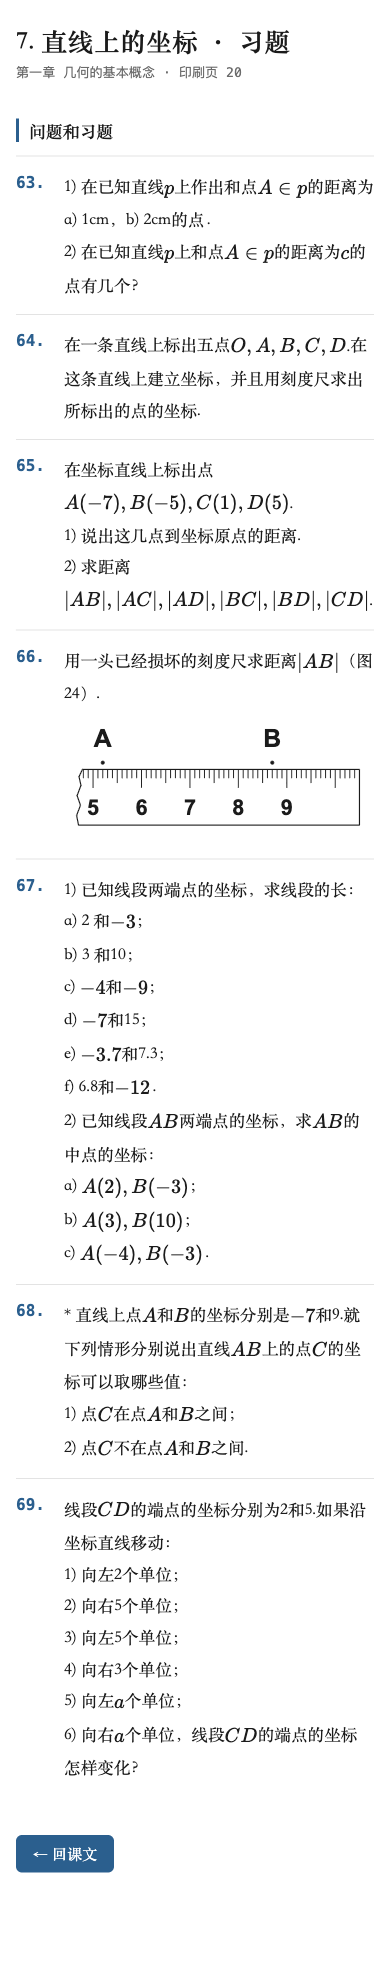 7. 直线上的坐标 · 习题
第一章 几何的基本概念 · 印刷页 20
问题和习题
63. 1) 在已知直线p上作出和点A ∈ p的距离为
a) 1cm，b) 2cm的点.
2) 在已知直线p上和点A ∈ p的距离为c的
点有几个?
64. 在一条直线上标出五点O, A, B, C, D.在
这条直线上建立坐标，并且用刻度尺求出
所标出的点的坐标.
65. 在坐标直线上标出点
A(−7), B(−5), C(1), D(5).
1) 说出这几点到坐标原点的距离.
2) 求距离
|AB|, |AC|, |AD|, |BC|, |BD|, |CD|.
66. 用一头已经损坏的刻度尺求距离|AB|（图
24）.
A B
5 6 7 8 9
67. 1) 已知线段两端点的坐标，求线段的长：
a) 2 和−3；
b) 3 和10；
c) −4和−9；
d) −7和15；
e) −3.7和7.3；
f) 6.8和−12.
2) 已知线段AB两端点的坐标，求AB的
中点的坐标：
a) A(2), B(−3)；
b) A(3), B(10)；
c) A(−4), B(−3).
68. * 直线上点A和B的坐标分别是−7和9.就
下列情形分别说出直线AB上的点C的坐
标可以取哪些值：
1) 点C在点A和B之间；
2) 点C不在点A和B之间.
69. 线段CD的端点的坐标分别为2和5.如果沿
坐标直线移动：
1) 向左2个单位；
2) 向右5个单位；
3) 向左5个单位；
4) 向右3个单位；
5) 向左a个单位；
6) 向右a个单位，线段CD的端点的坐标
怎样变化?
← 回课文